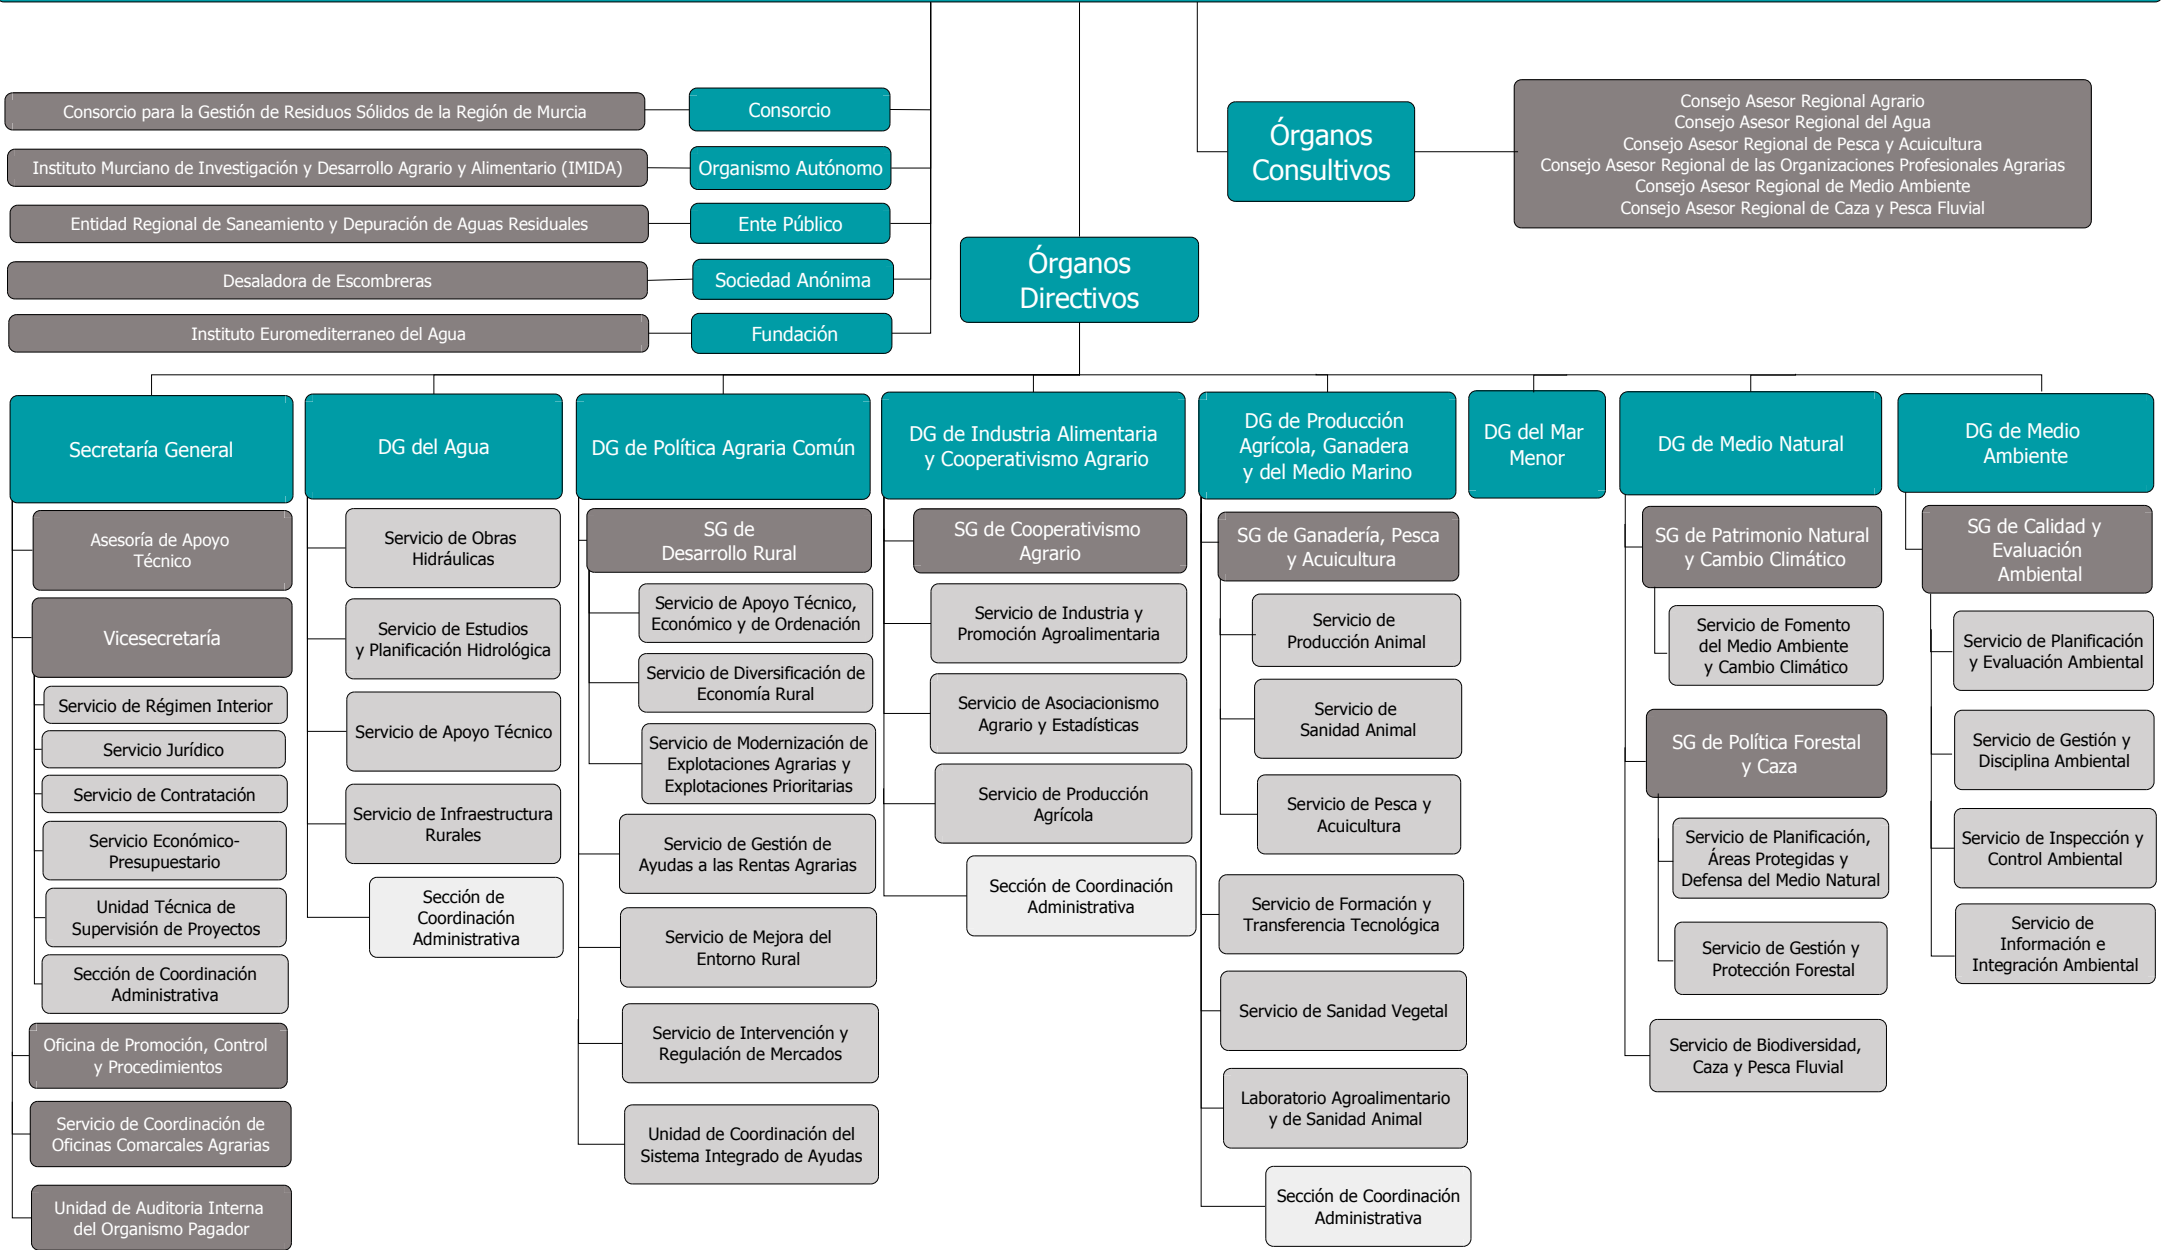 Consorcio para la Gestión de Residuos Sólidos de la Región de Murcia
Consorcio
Instituto Murciano de Investigación y Desarrollo Agrario y Alimentario (IMIDA)
Organismo Autónomo
Entidad Regional de Saneamiento y Depuración de Aguas Residuales
Ente Público
Desaladora de Escombreras
Sociedad Anónima
Instituto Euromediterraneo del Agua
Fundación
Órganos
Consultivos
Consejo Asesor Regional Agrario
Consejo Asesor Regional del Agua
Consejo Asesor Regional de Pesca y Acuicultura
Consejo Asesor Regional de las Organizaciones Profesionales Agrarias
Consejo Asesor Regional de Medio Ambiente
Consejo Asesor Regional de Caza y Pesca Fluvial
Órganos
Directivos
Secretaría General
Asesoría de Apoyo
Técnico
Vicesecretaría
Servicio de Régimen Interior
Servicio Jurídico
Servicio de Contratación
Servicio Económico-
Presupuestario
Unidad Técnica de
Supervisión de Proyectos
Sección de Coordinación
Administrativa
Oficina de Promoción, Control
y Procedimientos
Servicio de Coordinación de
Oficinas Comarcales Agrarias
Unidad de Auditoria Interna
del Organismo Pagador
DG del Agua
Servicio de Obras
Hidráulicas
Servicio de Estudios
y Planificación Hidrológica
Servicio de Apoyo Técnico
Servicio de Infraestructura
Rurales
Sección de
Coordinación
Administrativa
DG de Política Agraria Común
SG de
Desarrollo Rural
Servicio de Apoyo Técnico,
Económico y de Ordenación
Servicio de Diversificación de
Economía Rural
Servicio de Modernización de
Explotaciones Agrarias y
Explotaciones Prioritarias
Servicio de Gestión de
Ayudas a las Rentas Agrarias
Servicio de Mejora del
Entorno Rural
Servicio de Intervención y
Regulación de Mercados
Unidad de Coordinación del
Sistema Integrado de Ayudas
DG de Industria Alimentaria
y Cooperativismo Agrario
SG de Cooperativismo
Agrario
Servicio de Industria y
Promoción Agroalimentaria
Servicio de Asociacionismo
Agrario y Estadísticas
Servicio de Producción
Agrícola
Sección de Coordinación
Administrativa
DG de Producción
Agrícola, Ganadera
y del Medio Marino
SG de Ganadería, Pesca
y Acuicultura
Servicio de
Producción Animal
Servicio de
Sanidad Animal
Servicio de Pesca y
Acuicultura
Servicio de Formación y
Transferencia Tecnológica
Servicio de Sanidad Vegetal
Laboratorio Agroalimentario
y de Sanidad Animal
Sección de Coordinación
Administrativa
DG del Mar
Menor
DG de Medio Natural
SG de Patrimonio Natural
y Cambio Climático
Servicio de Fomento
del Medio Ambiente
y Cambio Climático
SG de Política Forestal
y Caza
Servicio de Planificación,
Áreas Protegidas y
Defensa del Medio Natural
Servicio de Gestión y
Protección Forestal
Servicio de Biodiversidad,
Caza y Pesca Fluvial
DG de Medio
Ambiente
SG de Calidad y
Evaluación
Ambiental
Servicio de Planificación
y Evaluación Ambiental
Servicio de Gestión y
Disciplina Ambiental
Servicio de Inspección y
Control Ambiental
Servicio de
Información e
Integración Ambiental